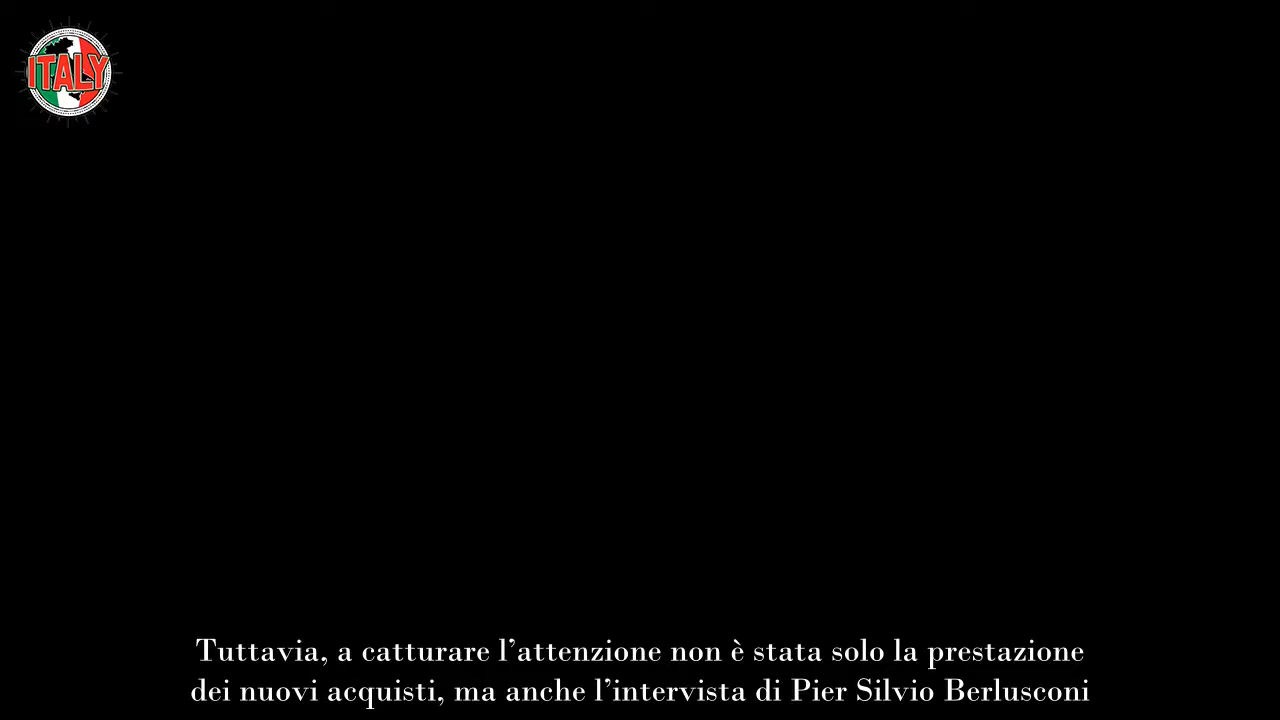 ITALY
Tuttavia, a catturare l’attenzione non è stata solo la prestazione
dei nuovi acquisti, ma anche l’intervista di Pier Silvio Berlusconi